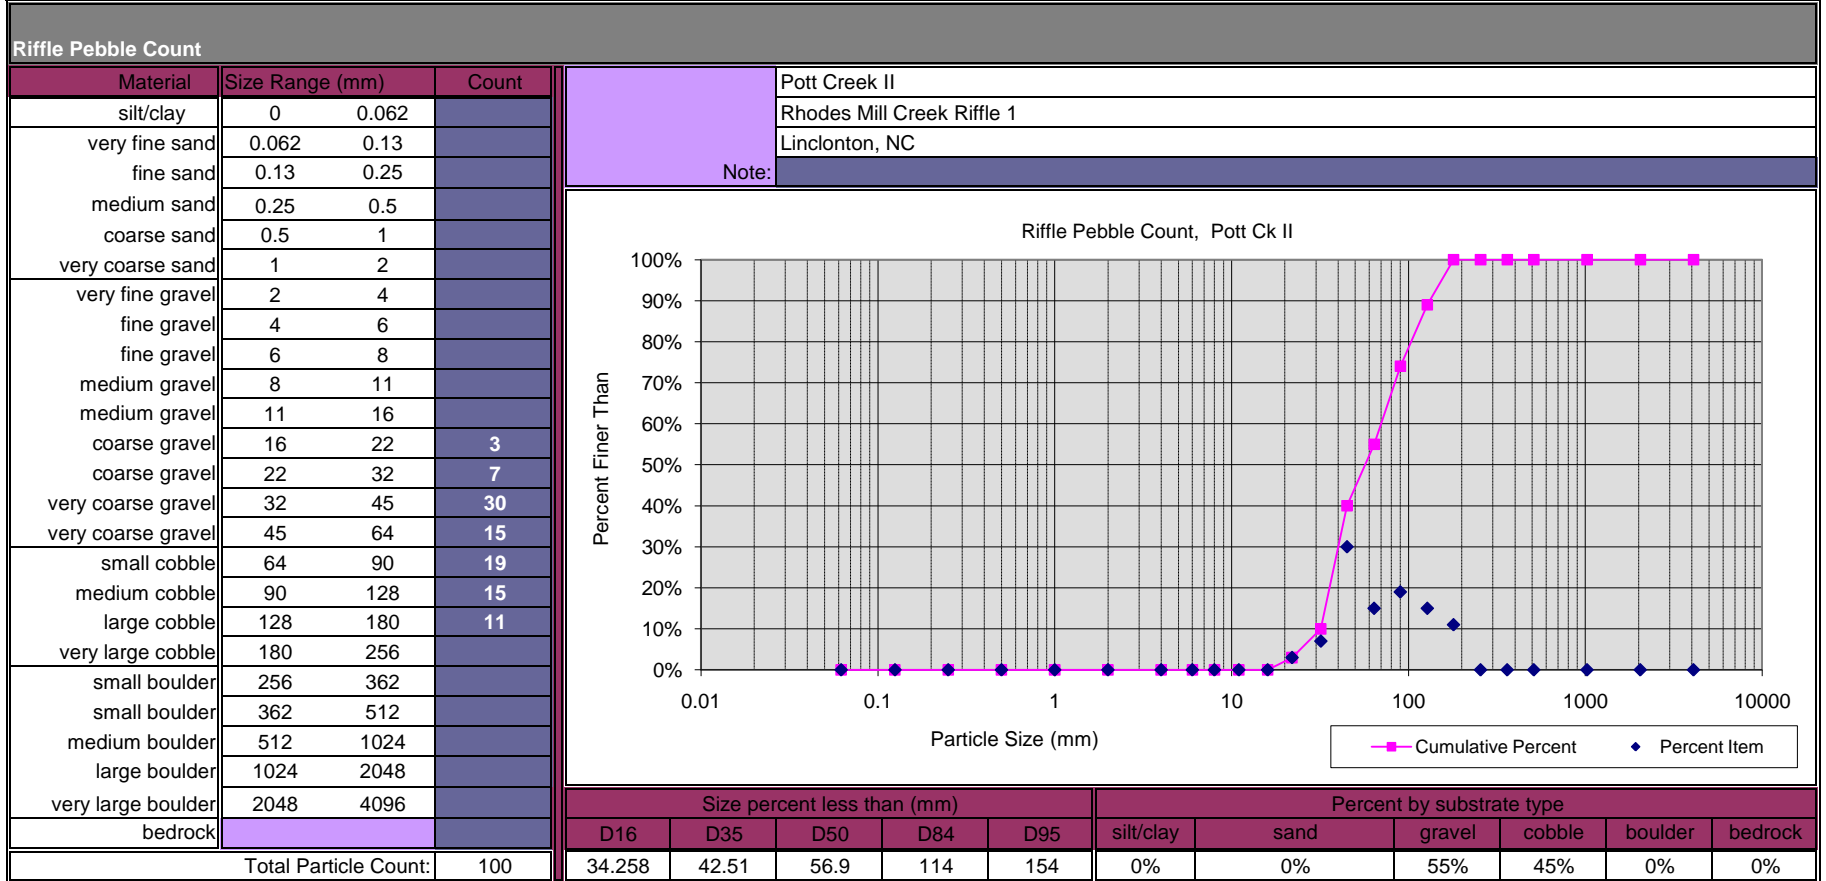 Riffle Pebble Count
Material Size Range (mm) Count
silt/clay 0 0.062
very fine sand 0.062 0.13
fine sand 0.13 0.25
medium sand 0.25 0.5
coarse sand 0.5 1
very coarse sand 1 2
very fine gravel 2 4
fine gravel 4 6
fine gravel 6 8
medium gravel 8 11
medium gravel 11 16
coarse gravel 16 22 3
coarse gravel 22 32 7
very coarse gravel 32 45 30
very coarse gravel 45 64 15
small cobble 64 90 19
medium cobble 90 128 15
large cobble 128 180 11
very large cobble 180 256
small boulder 256 362
small boulder 362 512
medium boulder 512 1024
large boulder 1024 2048
very large boulder 2048 4096
bedrock
Total Particle Count: 100
Pott Creek II
Rhodes Mill Creek Riffle 1
Linclonton, NC
Note:
Riffle Pebble Count, Pott Ck II
Percent Finer Than
100%
90%
80%
70%
60%
50%
40%
30%
20%
10%
0%
0.01 0.1 1 10 100 1000 10000
Particle Size (mm)
Cumulative Percent Percent Item
Size percent less than (mm) Percent by substrate type
D16 D35 D50 D84 D95 silt/clay sand gravel cobble boulder bedrock
34.258 42.51 56.9 114 154 0% 0% 55% 45% 0% 0%